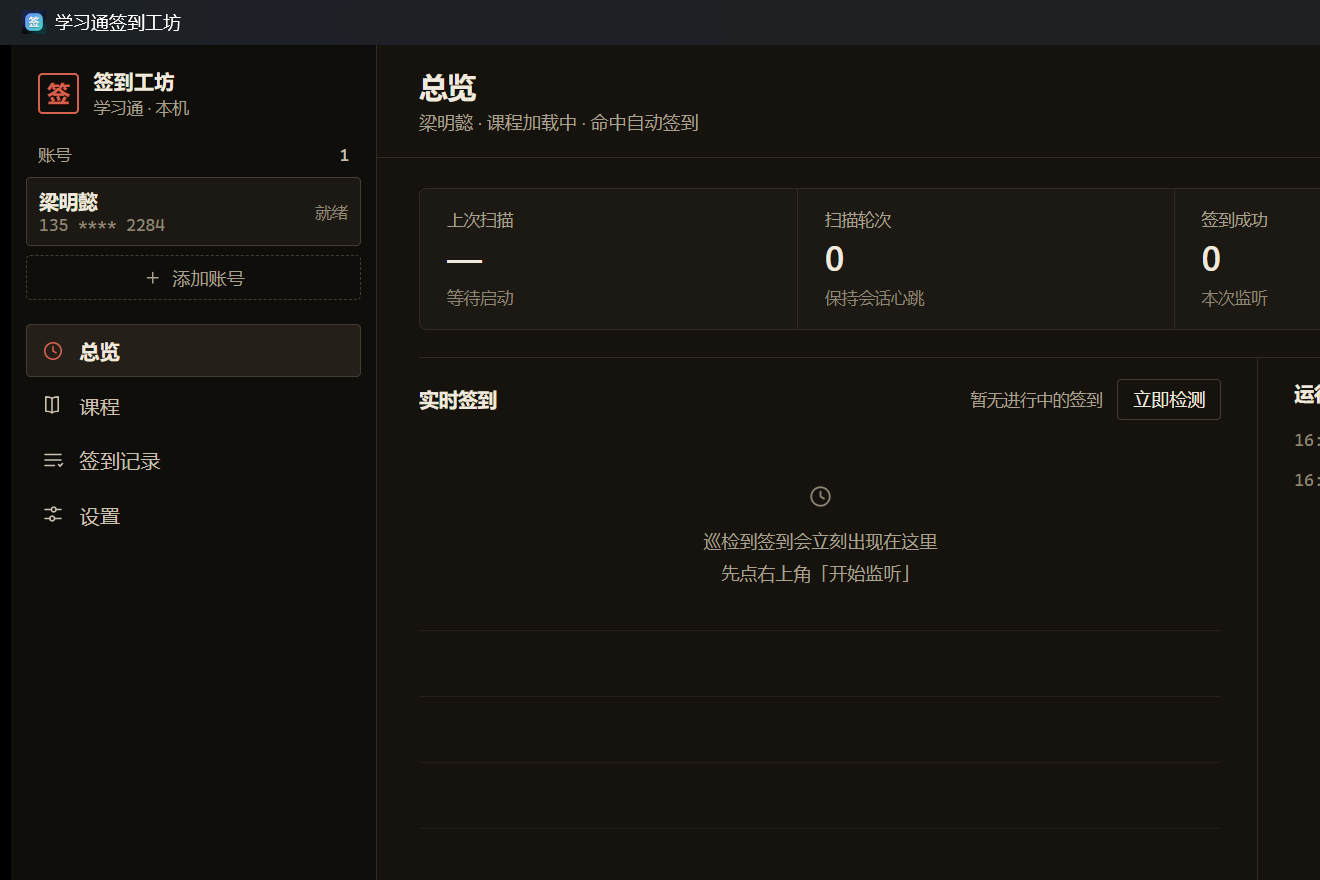 签 学习通签到工坊
签
签到工坊
学习通 · 本机
账号 1
梁明懿
135 **** 2284
就绪
+ 添加账号
总览
课程
签到记录
设置
总览
梁明懿 · 课程加载中 · 命中自动签到
上次扫描
—
等待启动
扫描轮次
0
保持会话心跳
签到成功
0
本次监听
实时签到
暂无进行中的签到
立即检测
巡检到签到会立刻出现在这里
先点右上角「开始监听」
运行
16:
16: